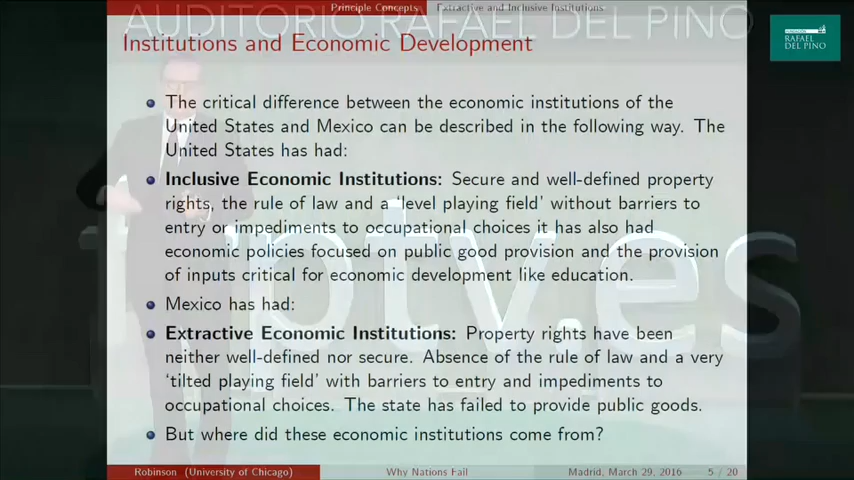 AUDITORIO RAFAEL DEL PINO
Principle Concepts
Extractive and Inclusive Institutions
FUNDACIÓN
RAFAEL
DEL PINO
Institutions and Economic Development
The critical difference between the economic institutions of the
United States and Mexico can be described in the following way. The
United States has had:
Inclusive Economic Institutions: Secure and well-defined property
rights, the rule of law and a ‘level playing field’ without barriers to
entry or impediments to occupational choices it has also had
economic policies focused on public good provision and the provision
of inputs critical for economic development like education.
Mexico has had:
Extractive Economic Institutions: Property rights have been
neither well-defined nor secure. Absence of the rule of law and a very
‘tilted playing field’ with barriers to entry and impediments to
occupational choices. The state has failed to provide public goods.
But where did these economic institutions come from?
ptv.es
Robinson (University of Chicago)
Why Nations Fail
Madrid, March 29, 2016
5 / 20